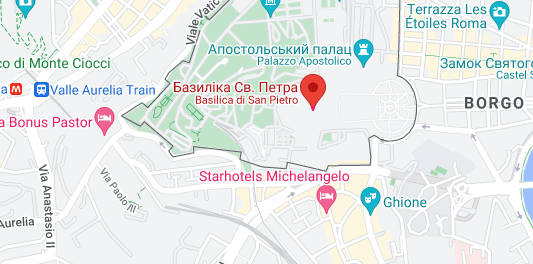 Terrazza Les
Étoiles Roma
Viale Vatic
Апостольський палац
Palazzo Apostolico
co di Monte Ciocci
Замок Святого
Castel S
Valle Aurelia Train
Базиліка Св. Петра
Basilica di San Pietro
BORGO
a Bonus Pastor
Starhotels Michelangelo
Via Anastasio II
Via Paolo III
Ghione
Aurelia